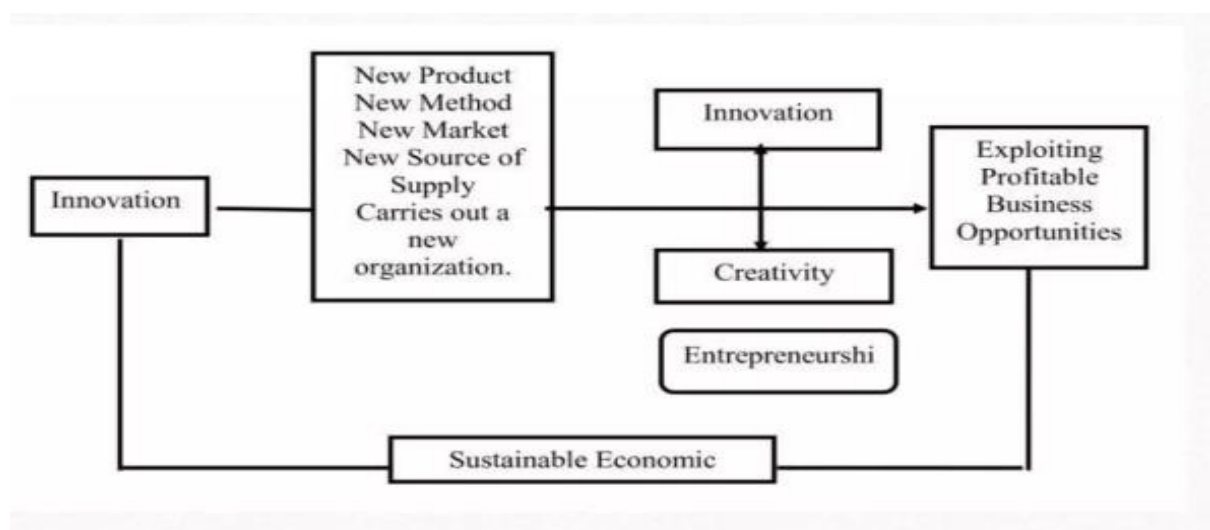 Innovation
New Product
New Method
New Market
New Source of
Supply
Carries out a
new
organization.
Innovation
Creativity
Entrepreneurshi
Exploiting
Profitable
Business
Opportunities
Sustainable Economic